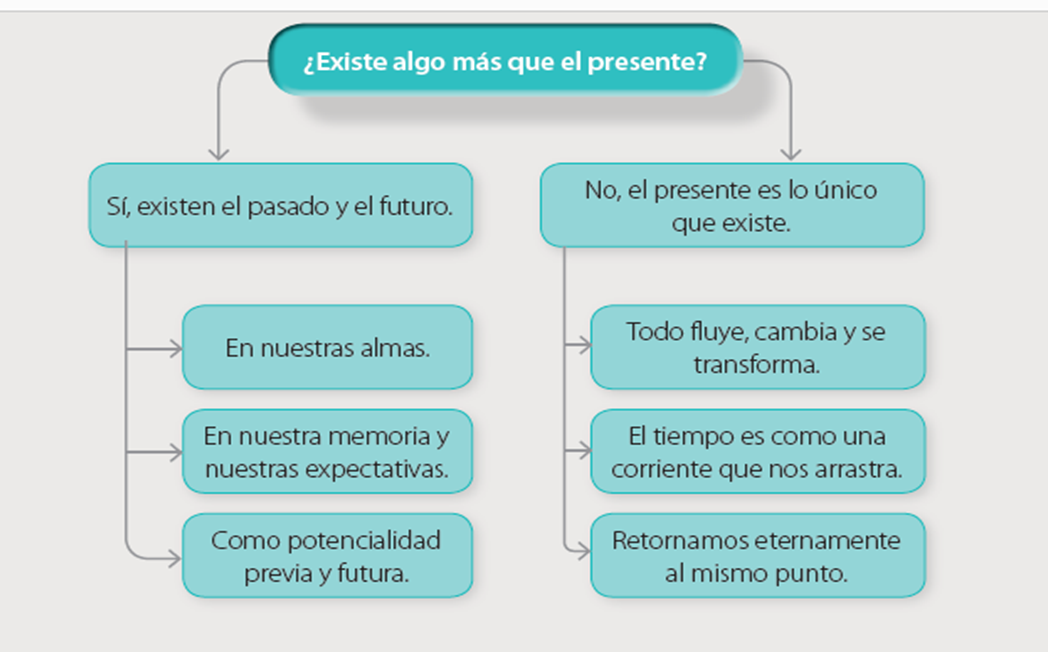 ¿Existe algo más que el presente?
Sí, existen el pasado y el futuro.
En nuestras almas.
En nuestra memoria y
nuestras expectativas.
Como potencialidad
previa y futura.
No, el presente es lo único
que existe.
Todo fluye, cambia y se
transforma.
El tiempo es como una
corriente que nos arrastra.
Retornamos eternamente
al mismo punto.